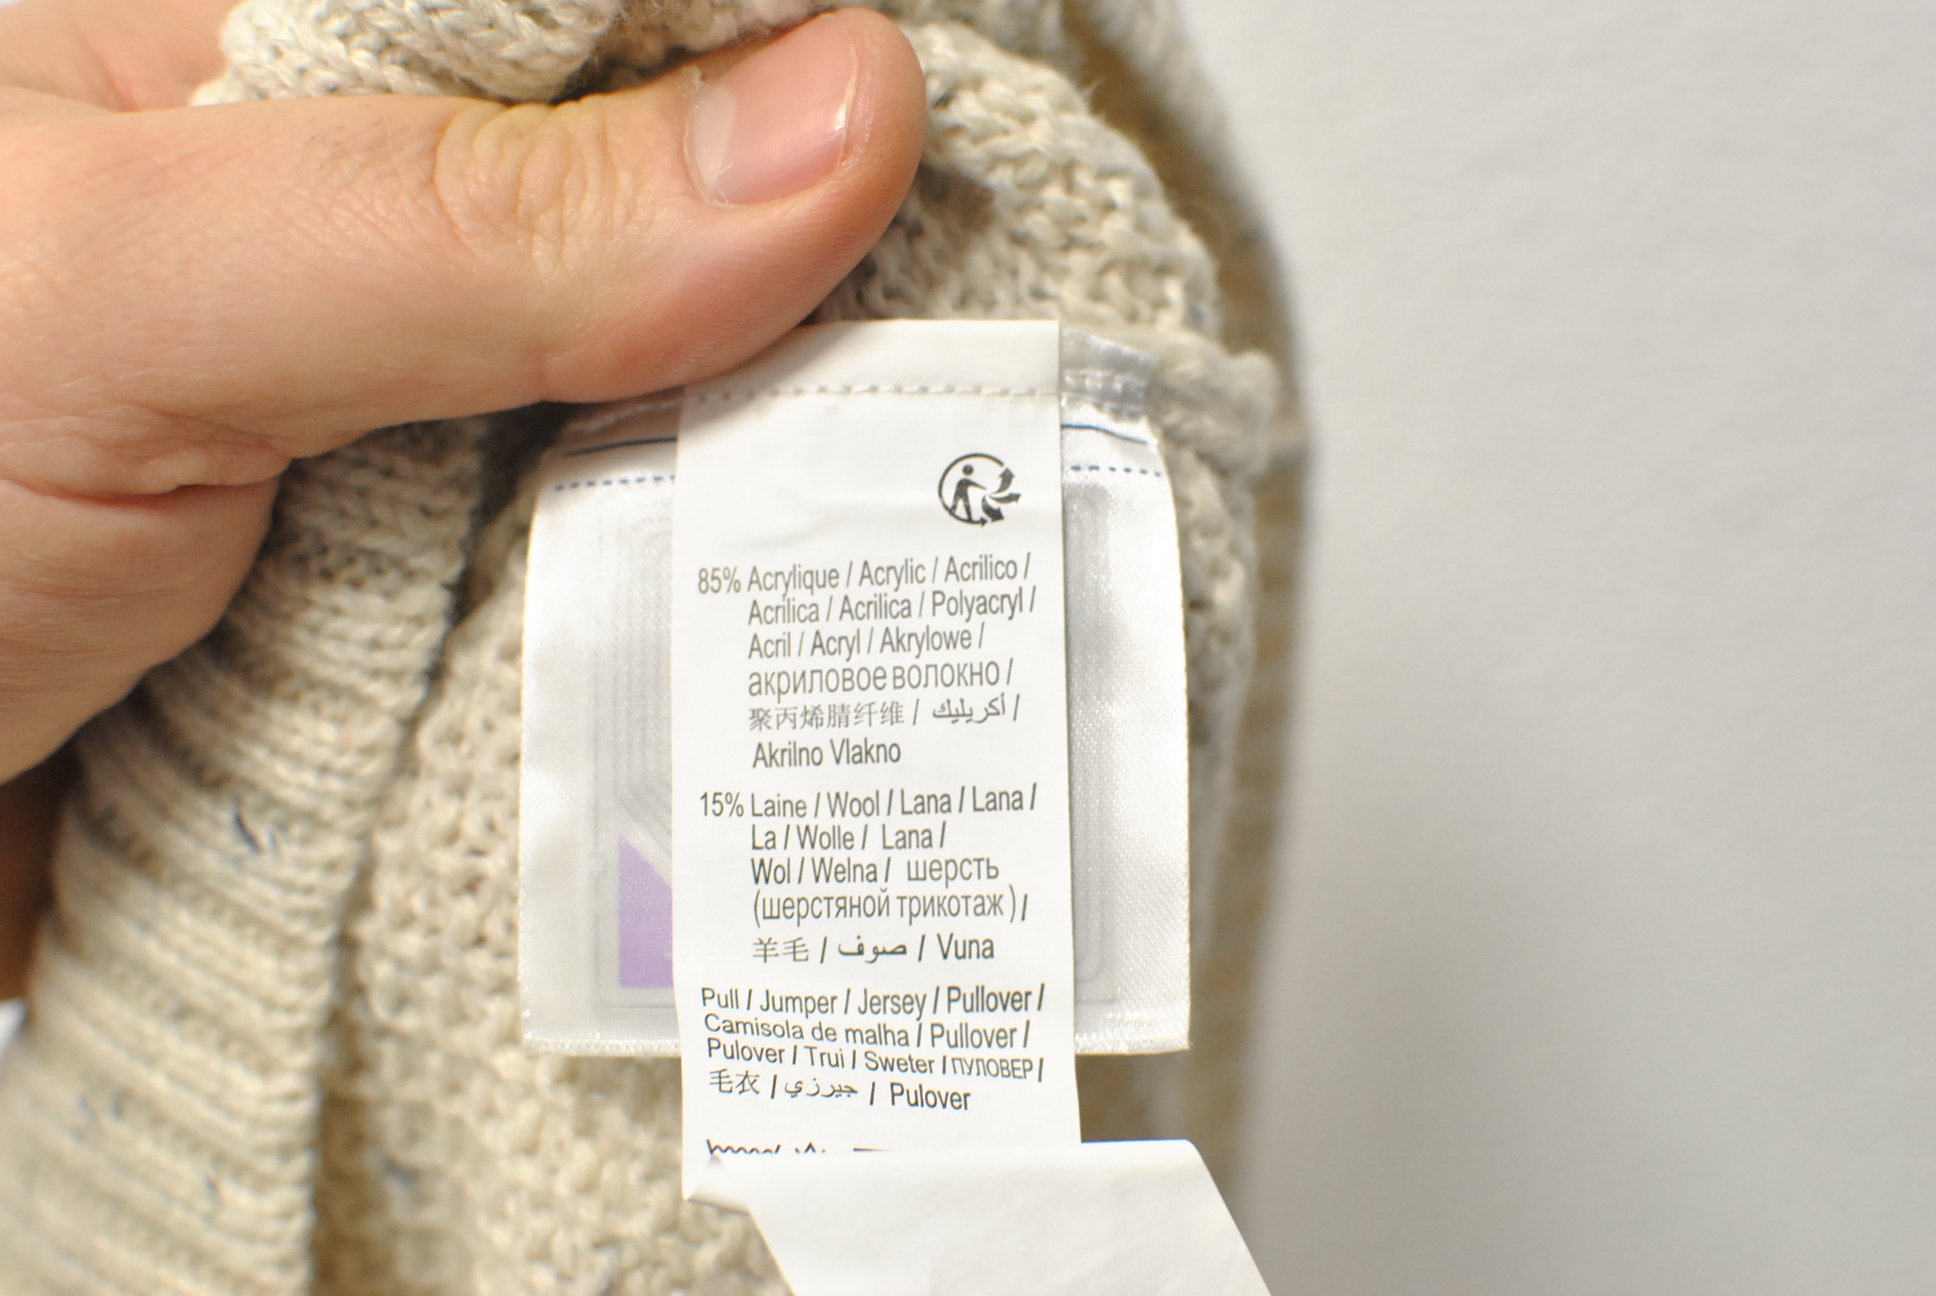 85% Acrylique / Acrylic / Acrilico /
Acrilica / Acrilica / Polyacryl /
Acril / Acryl / Akrylowe /
акриловое волокно /
聚丙烯腈纤维 / أكريليك /
Akrilno Vlakno
15% Laine / Wool / Lana / Lana /
La / Wolle / Lana /
Wol / Welna / шерсть
(шерстяной трикотаж ) /
羊毛 / صوف / Vuna
Pull / Jumper / Jersey / Pullover /
Camisola de malha / Pullover /
Pulover / Trui / Sweter / ПУЛОВЕР /
毛衣 / جيرزي / Pulover